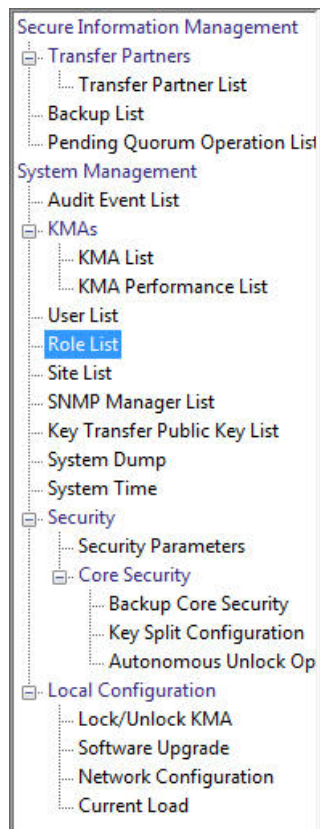 Secure Information Management
Transfer Partners
Transfer Partner List
Backup List
Pending Quorum Operation List
System Management
Audit Event List
KMAs
KMA List
KMA Performance List
User List
Role List
Site List
SNMP Manager List
Key Transfer Public Key List
System Dump
System Time
Security
Security Parameters
Core Security
Backup Core Security
Key Split Configuration
Autonomous Unlock Op
Local Configuration
Lock/Unlock KMA
Software Upgrade
Network Configuration
Current Load